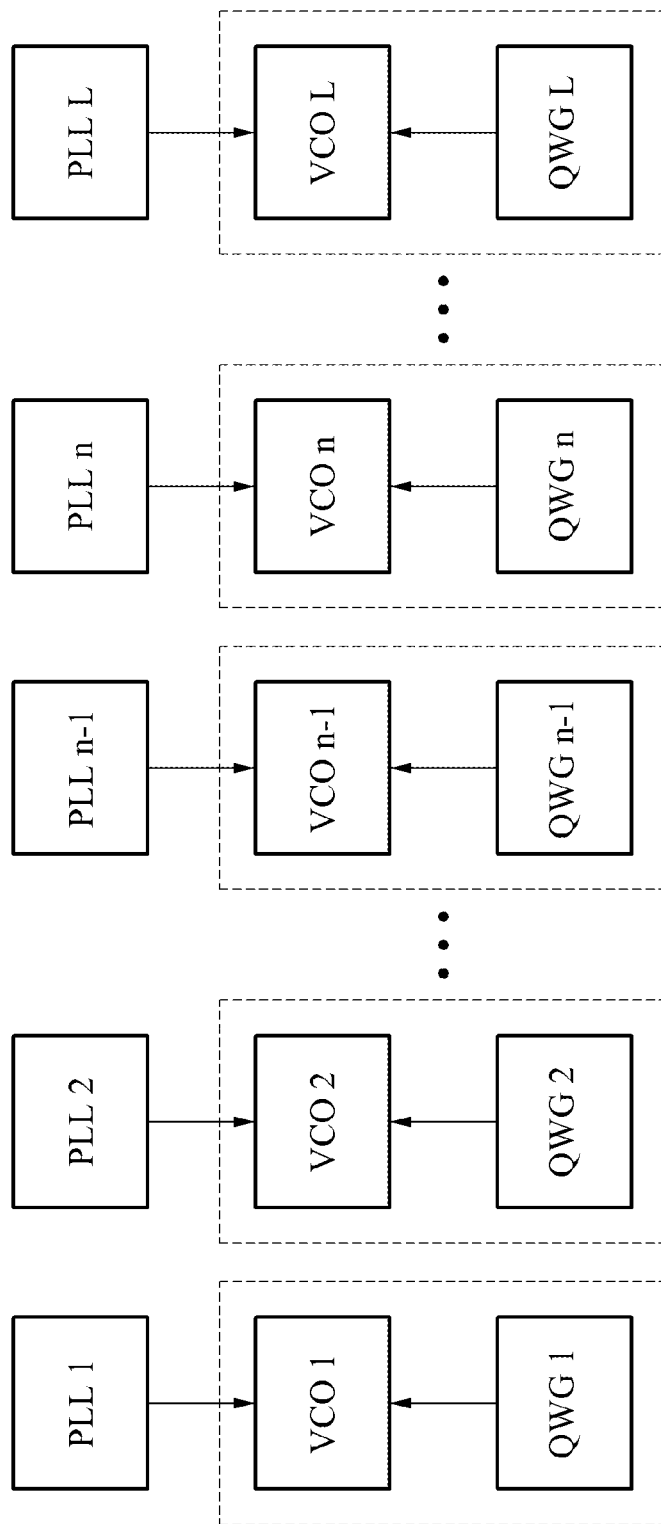 PLL 1
PLL 2
PLL n-1
PLL n
PLL L
VCO 1
VCO 2
VCO n-1
VCO n
VCO L
QWG 1
QWG 2
QWG n-1
QWG n
QWG L